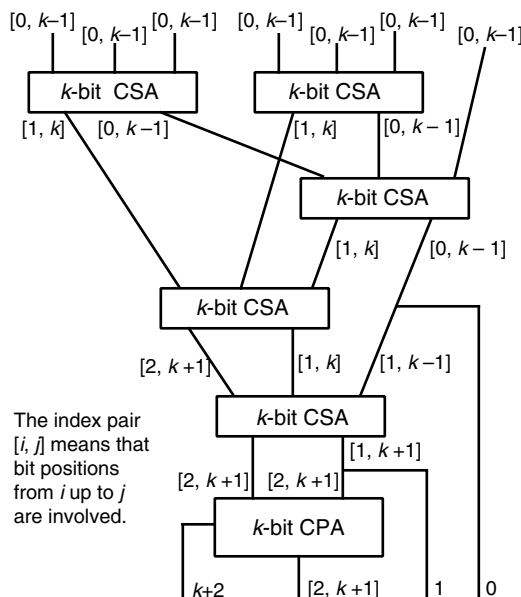 [0, k–1] [0, k–1] [0, k–1] [0, k–1] [0, k–1] [0, k–1] [0, k–1]
k-bit CSA k-bit CSA
[1, k] [0, k–1] [1, k] [0, k – 1]
k-bit CSA
[1, k] [0, k – 1]
k-bit CSA
[2, k+1] [1, k] [1, k–1]
k-bit CSA
The index pair
[i, j] means that
bit positions
from i up to j
are involved.
[1, k+1]
[2, k+1] [2, k+1]
k-bit CPA
k+2 [2, k+1] 1 0